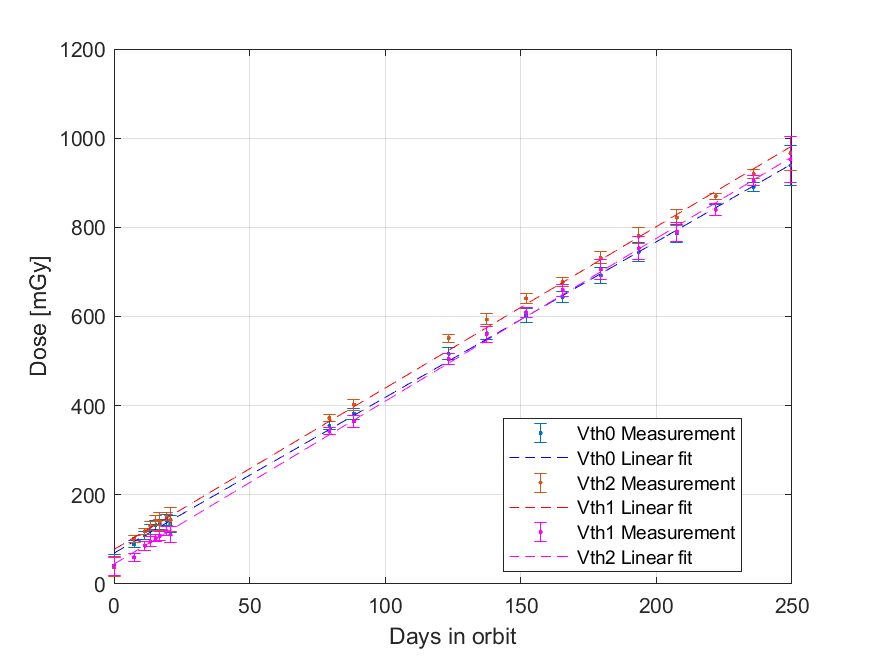 1200
1000
800
600
400
200
0
Dose [mGy]
0 50 100 150 200 250
Days in orbit
Vth0 Measurement
Vth0 Linear fit
Vth2 Measurement
Vth1 Linear fit
Vth1 Measurement
Vth2 Linear fit